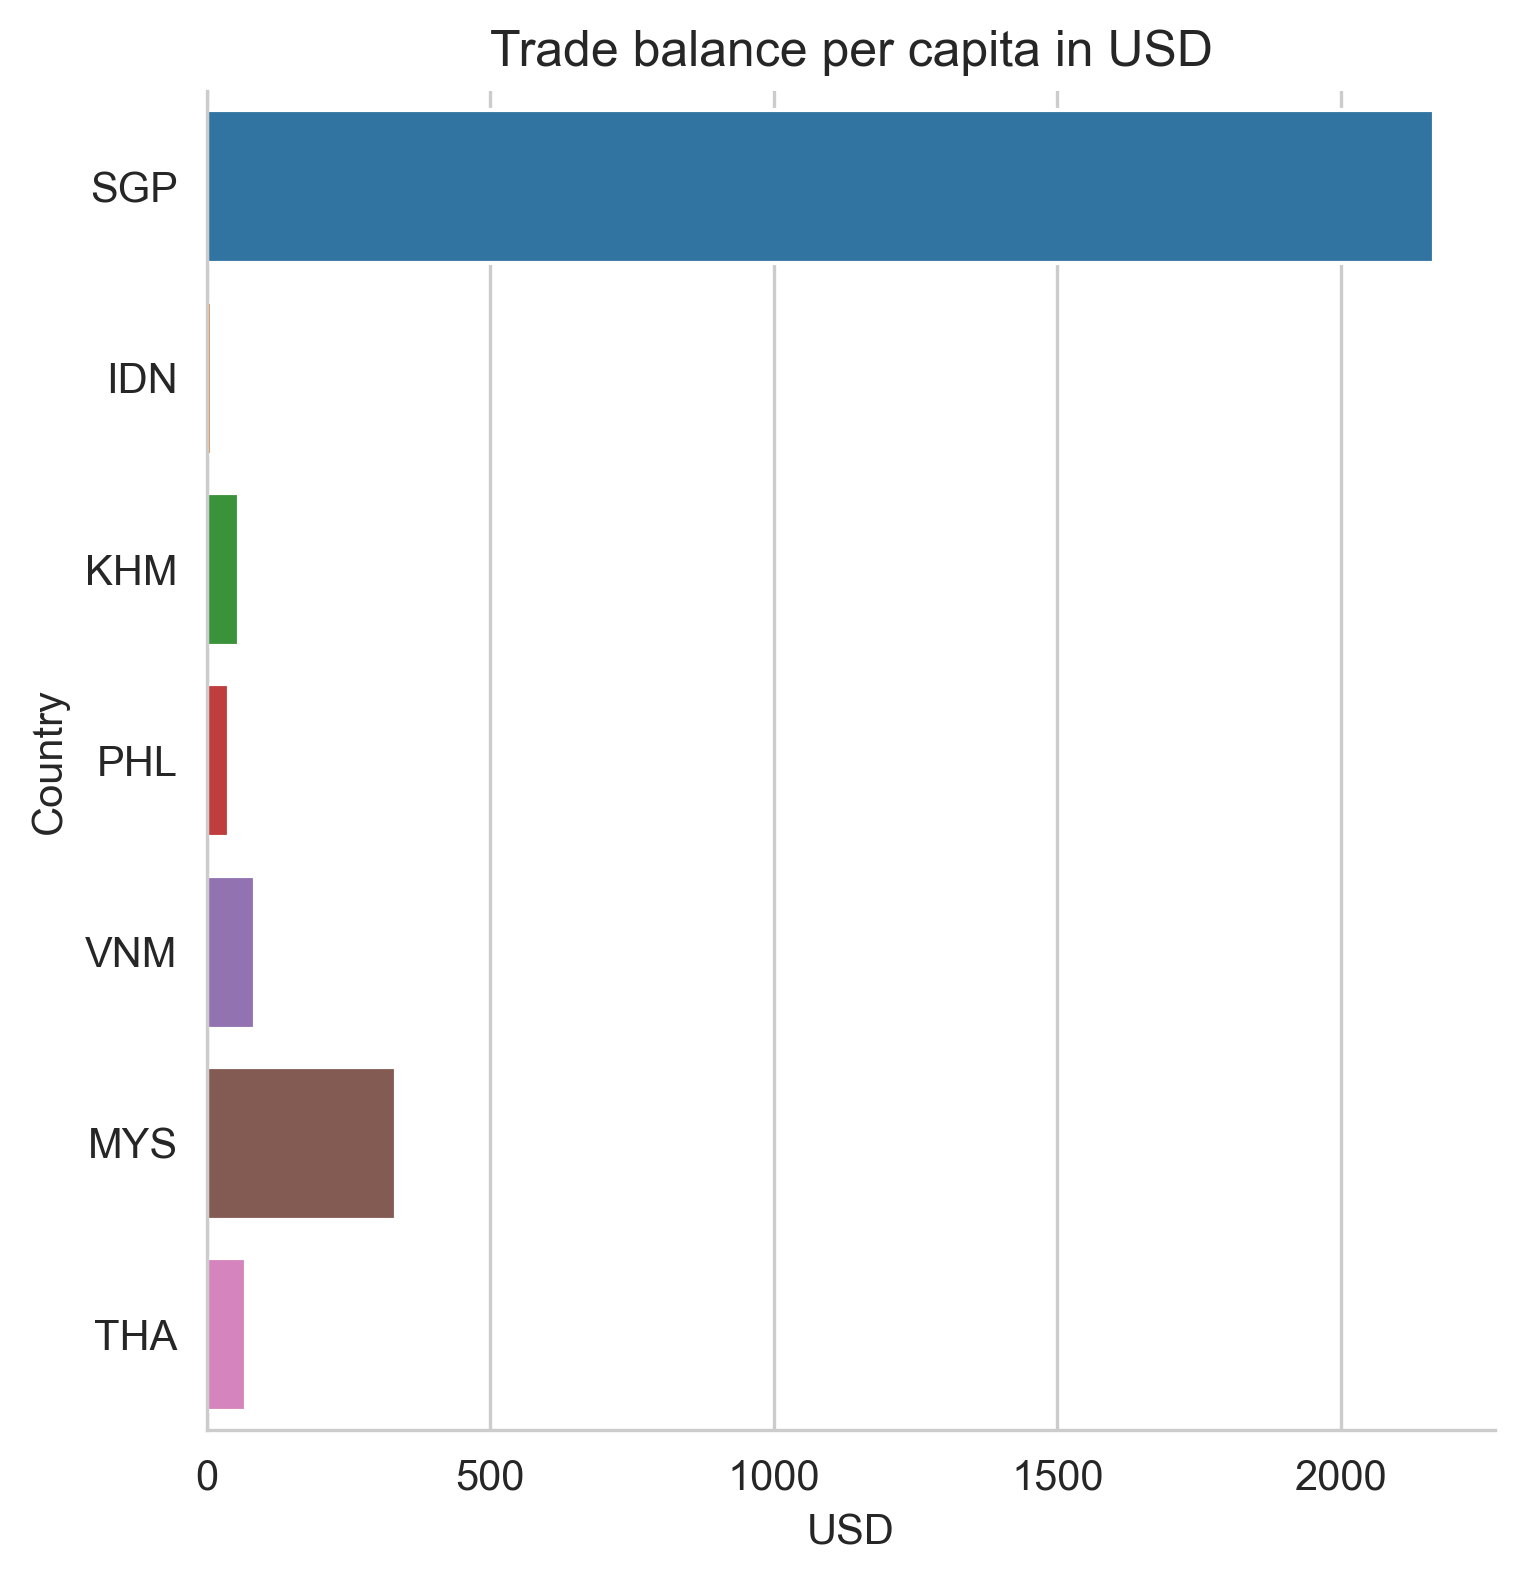 Trade balance per capita in USD
SGP
IDN
KHM
PHL
VNM
MYS
THA
Country
0 500 1000 1500 2000
USD